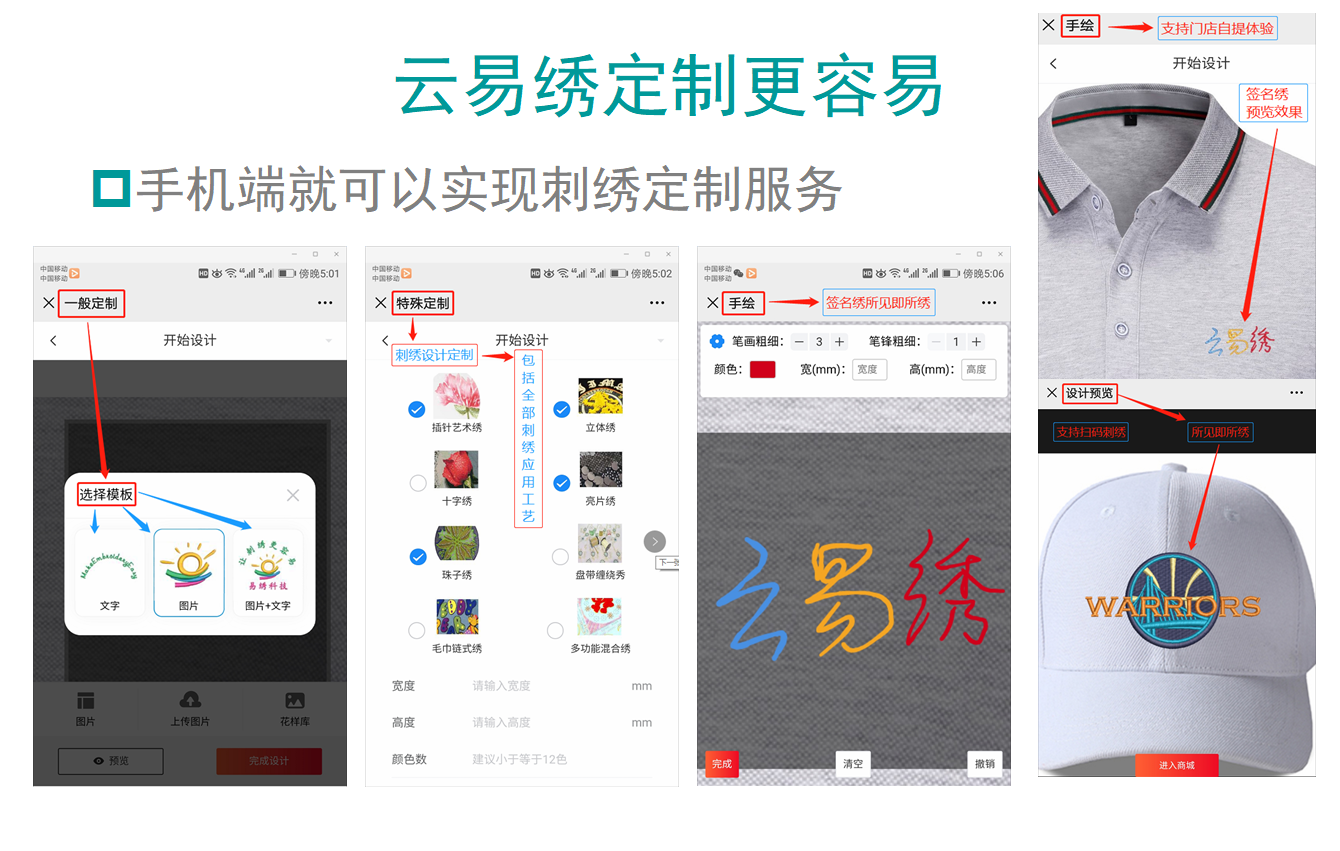 云易绣定制更容易
手机端就可以实现刺绣定制服务
中国移动
中国移动
HD
4G
2G
傍晚5:01
一般定制
开始设计
选择模板
MakeEmbroideryEasy
文字
图片
让刺绣更容易
易绣科技
图片+文字
图片
上传图片
花样库
预览
完成设计
中国移动
中国移动
HD
4G
2G
傍晚5:02
特殊定制
开始设计
刺绣设计定制
包括全部刺绣应用工艺
插针艺术绣
立体绣
十字绣
亮片绣
珠子绣
盘带缠绕秀
毛巾链式绣
多功能混合绣
宽度
请输入宽度
mm
高度
请输入高度
mm
颜色数
建议小于等于12色
中国移动
中国移动
HD
4G
2G
傍晚5:06
手绘
签名绣所见即所绣
笔画粗细：
3
笔锋粗细：
1
颜色：
宽(mm)：
宽度
高(mm)：
高度
云易绣
完成
清空
撤销
手绘
支持门店自提体验
开始设计
签名绣
预览效果
云易绣
设计预览
支持扫码刺绣
所见即所绣
WARRIORS
进入商城